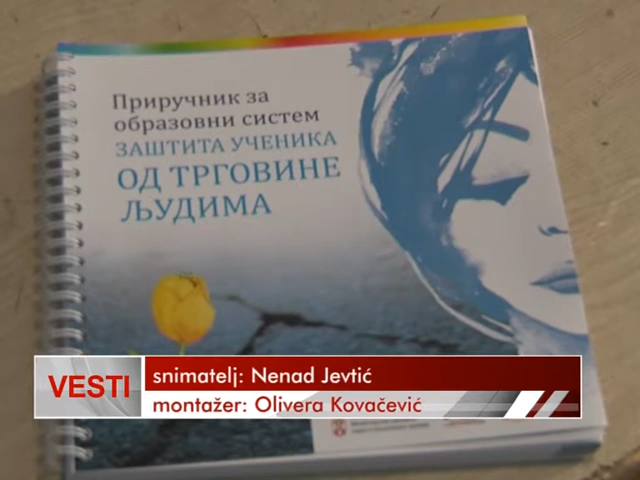 Приручник за
образовни систем
ЗАШТИТА УЧЕНИКА
ОД ТРГОВИНЕ
ЉУДИМА
VESTI
snimatelj: Nenad Jevtić
montažer: Olivera Kovačević